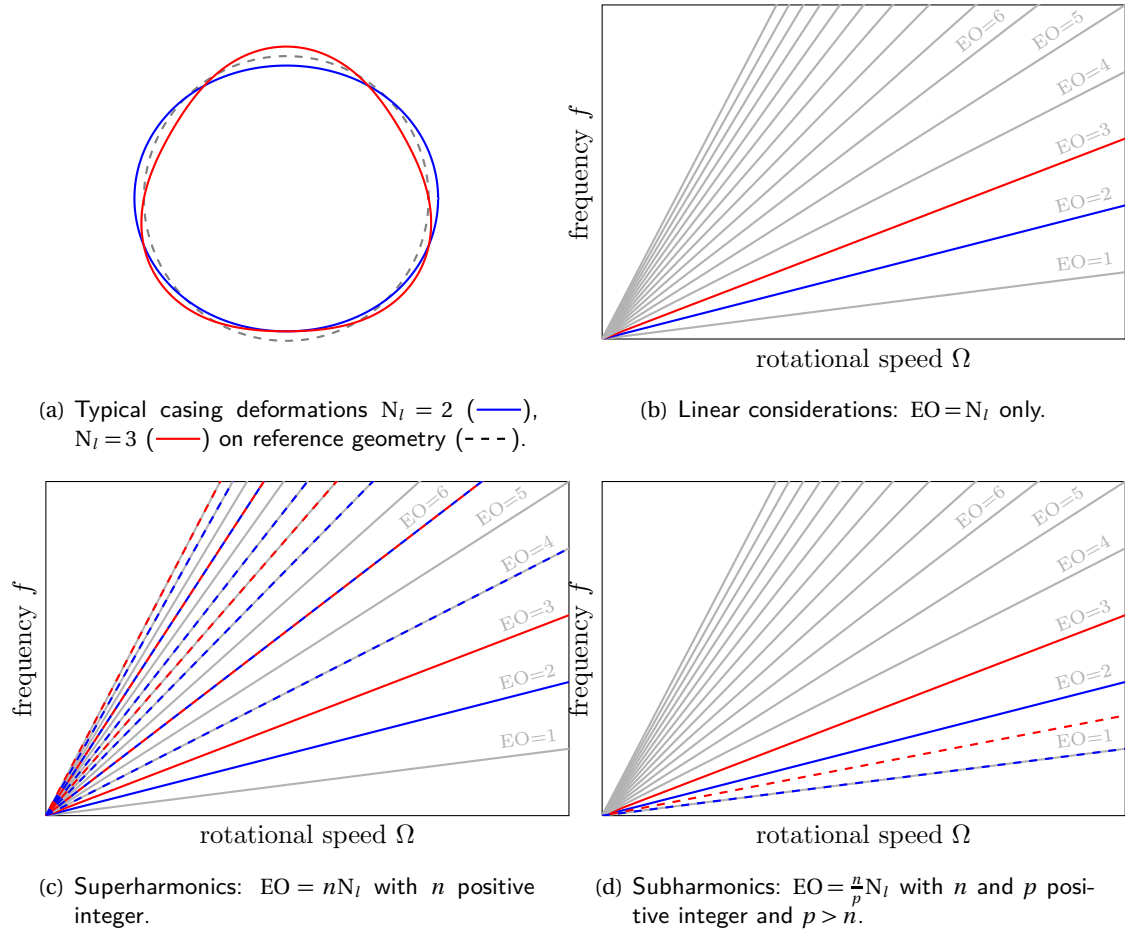 (a) Typical casing deformations N_l = 2 (——),
N_l = 3 (——) on reference geometry (- - -).
EO=6
EO=5
EO=4
EO=3
EO=2
EO=1
frequency f
rotational speed Ω
(b) Linear considerations: EO = N_l only.
EO=6
EO=5
EO=4
EO=3
EO=2
EO=1
frequency f
rotational speed Ω
(c) Superharmonics: EO = nN_l with n positive
integer.
EO=6
EO=5
EO=4
EO=3
EO=2
EO=1
frequency f
rotational speed Ω
(d) Subharmonics: EO = n/p N_l with n and p posi-
tive integer and p > n.